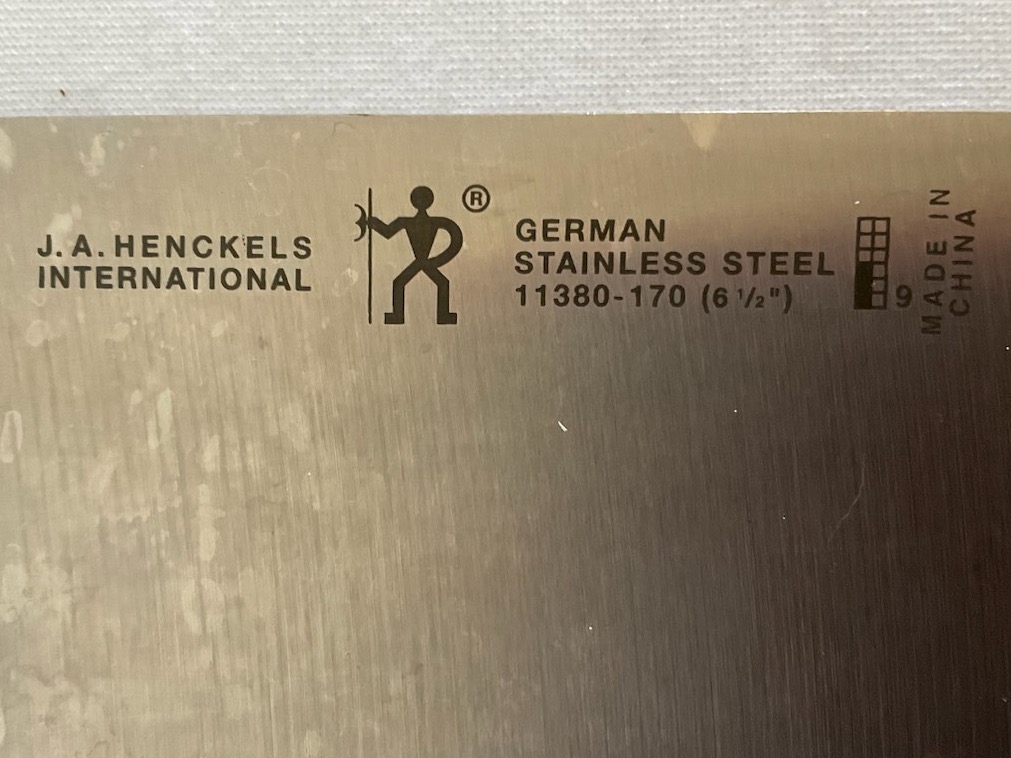 J.A. HENCKELS
INTERNATIONAL
®
GERMAN
STAINLESS STEEL
11380-170 (6 1/2")
9
MADE IN
CHINA